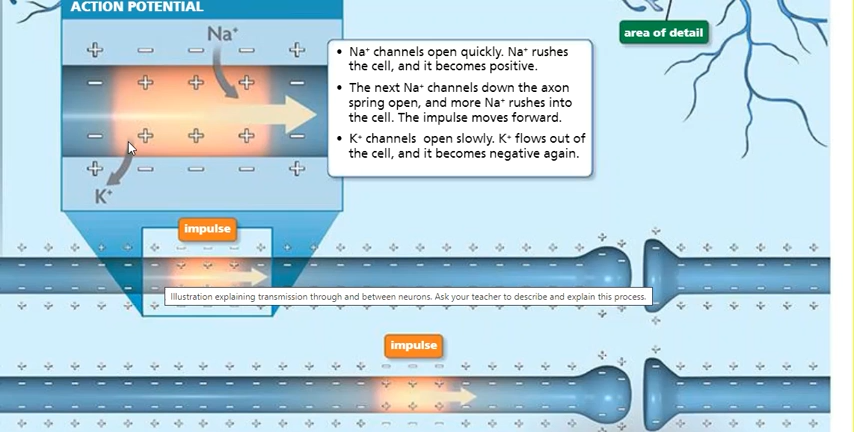 ACTION POTENTIAL
Na⁺
K⁺
• Na⁺ channels open quickly. Na⁺ rushes
the cell, and it becomes positive.
• The next Na⁺ channels down the axon
spring open, and more Na⁺ rushes into
the cell. The impulse moves forward.
• K⁺ channels  open slowly. K⁺ flows out of
the cell, and it becomes negative again.
area of detail
impulse
Illustration explaining transmission through and between neurons. Ask your teacher to describe and explain this process.
impulse